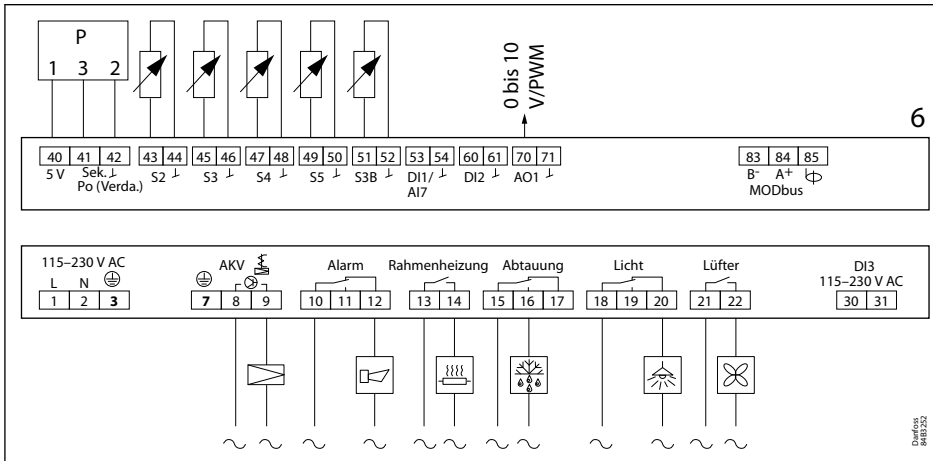 P
1 3 2
0 bis 10
V/PWM
6
40 41 42 43 44 45 46 47 48 49 50 51 52 53 54 60 61 70 71 83 84 85
5 V Sek. S2 S3 S4 S5 S3B DI1/ DI2 AO1 B- A+
Po (Verda.) AI7 MODbus
115–230 V AC AKV Alarm Rahmenheizung Abtauung Licht Lüfter DI3
L N 115–230 V AC
1 2 3 7 8 9 10 11 12 13 14 15 16 17 18 19 20 21 22 30 31
Danfoss
84B3252